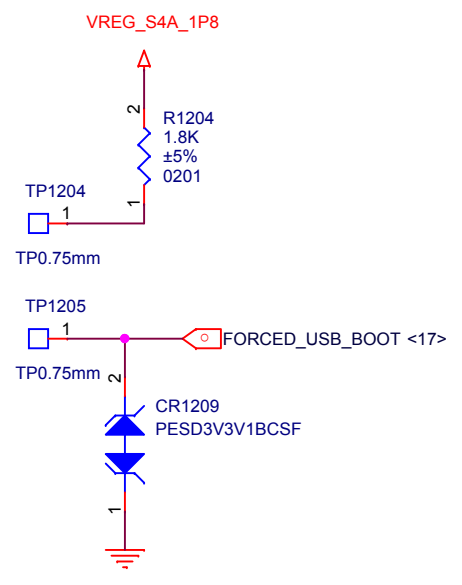 VREG_S4A_1P8
2
R1204
1.8K
±5%
0201
1
TP1204
1
TP0.75mm
TP1205
1
FORCED_USB_BOOT <17>
TP0.75mm
2
CR1209
PESD3V3V1BCSF
1